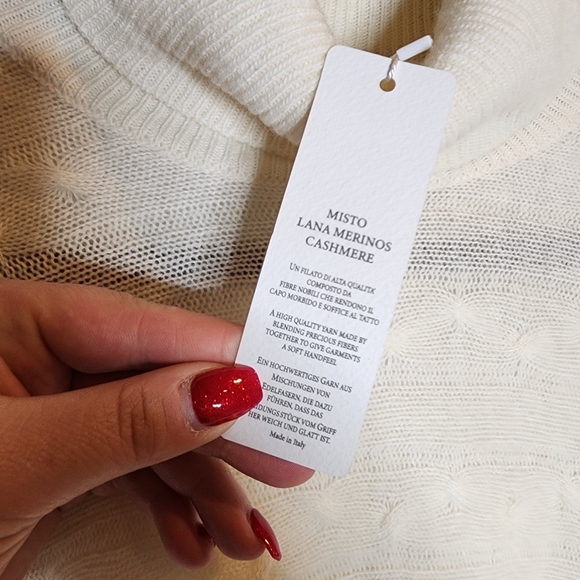 MISTO
LANA MERINOS
CASHMERE
UN FILATO DI ALTA QUALITA'
COMPOSTO DA
FIBRE NOBILI CHE RENDONO IL
CAPO MORBIDO E SOFFICE AL TATTO
A HIGH QUALITY YARN MADE BY
BLENDING PRECIOUS FIBERS
TOGETHER TO GIVE GARMENTS
A SOFT HANDFEEL
EIN HOCHWERTIGES GARN AUS
MISCHUNGEN VON
EDELFASERN, DIE DAZU
FÜHREN, DASS DAS
VOM GRIFF
WEICH UND GLATT IST.
Made in Italy